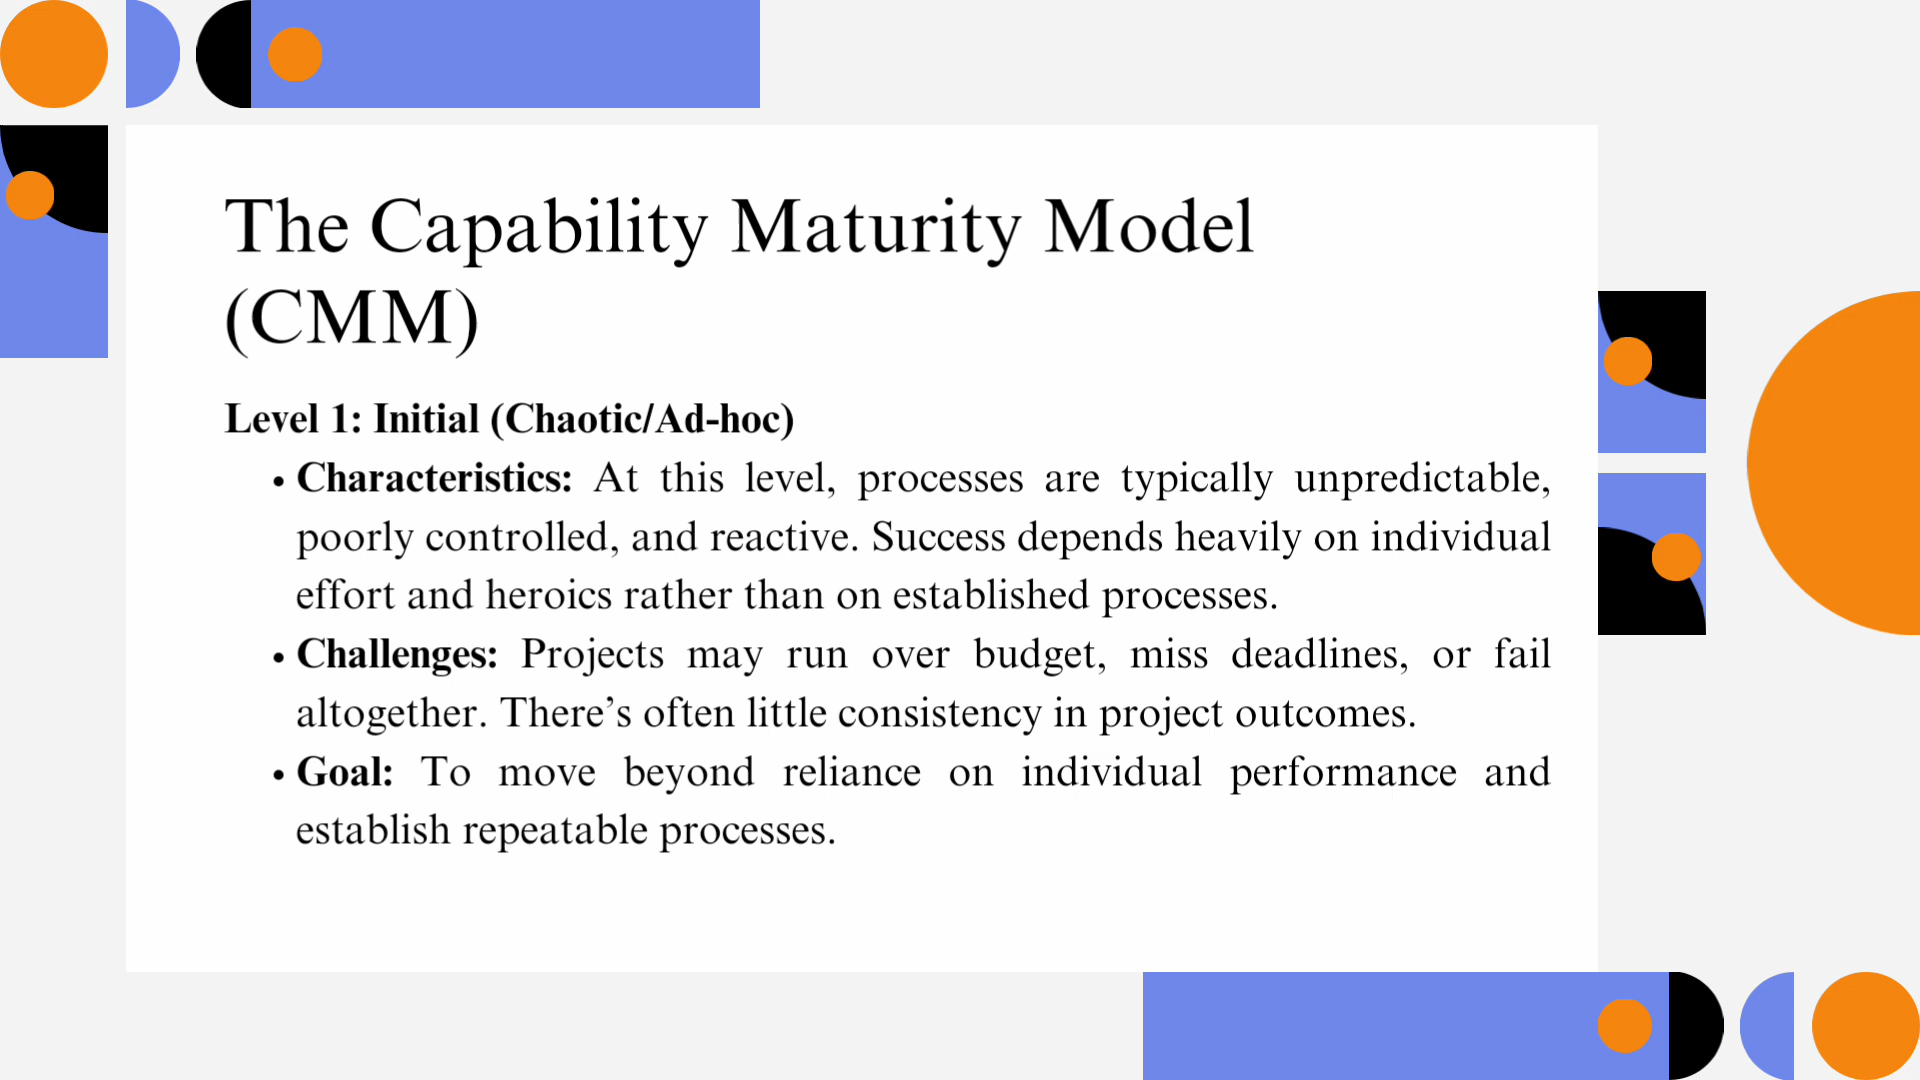 The Capability Maturity Model
(CMM)
Level 1: Initial (Chaotic/Ad-hoc)
• Characteristics: At this level, processes are typically unpredictable,
poorly controlled, and reactive. Success depends heavily on individual
effort and heroics rather than on established processes.
• Challenges: Projects may run over budget, miss deadlines, or fail
altogether. There’s often little consistency in project outcomes.
• Goal: To move beyond reliance on individual performance and
establish repeatable processes.